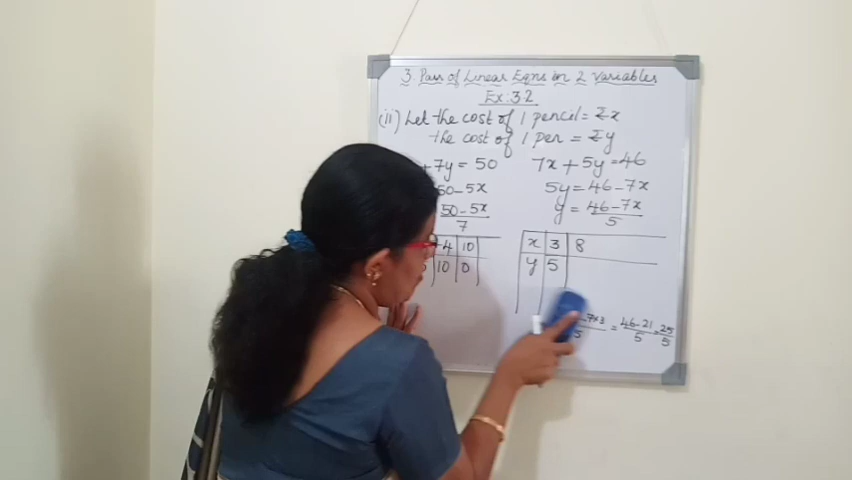 3 Pair of Linear Eqns in 2 Variables
Ex: 3.2
(ii) Let the cost of 1 pencil = ₹x
the cost of 1 pen = ₹y
+ 7y = 50 7x + 5y = 46
50 - 5x 5y = 46 - 7x
50 - 5x / 7 y = 46 - 7x / 5
-4 10 x 3 8
10 0 y 5
7×3 / 5 = 46-21 / 5 = 25 / 5